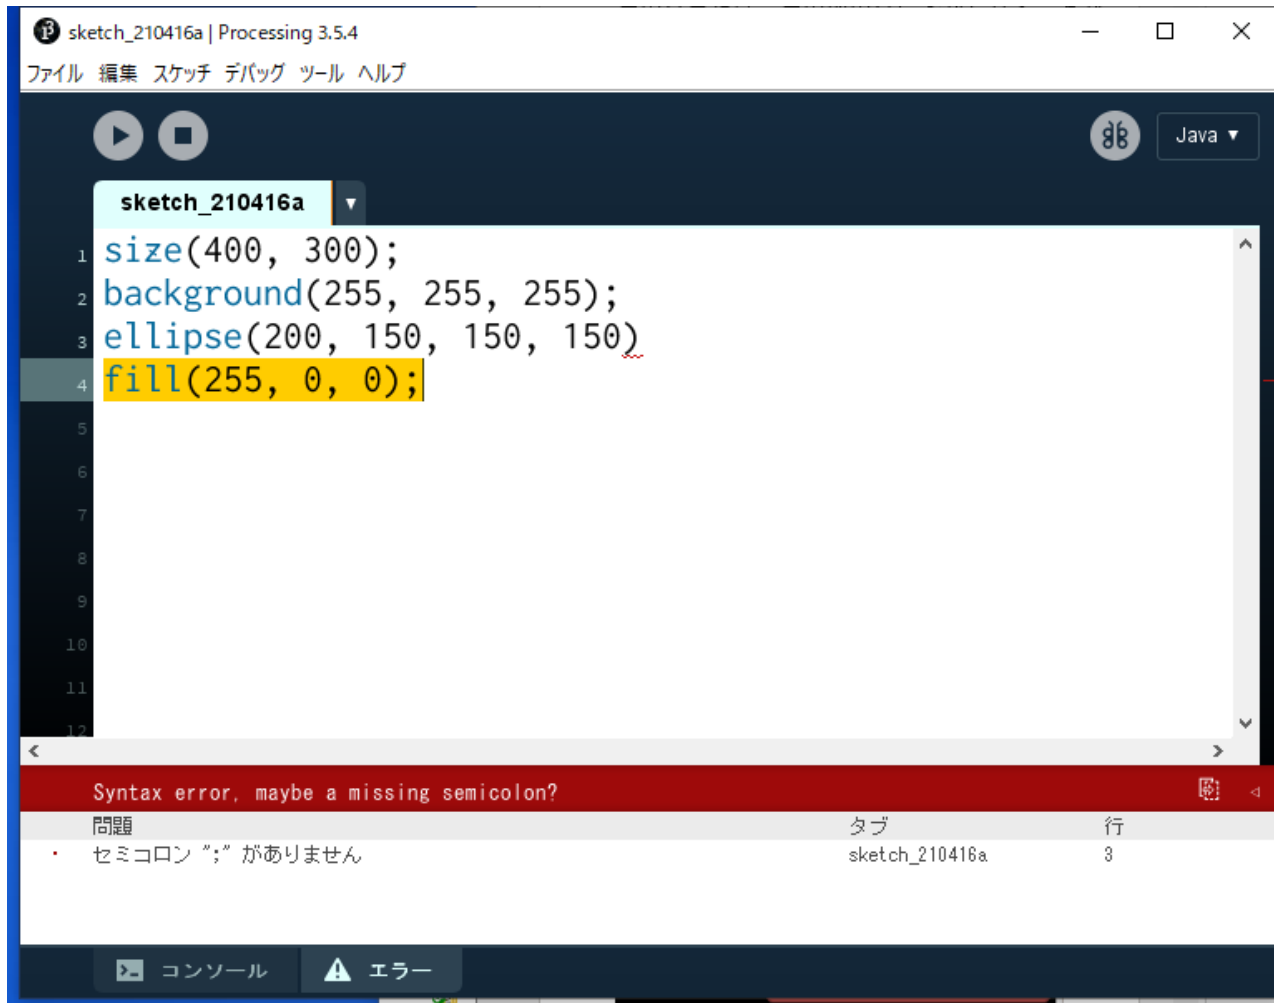 sketch_210416a | Processing 3.5.4
ファイル 編集 スケッチ デバッグ ツール ヘルプ
Java ▼
sketch_210416a ▼
1 size(400, 300);
2 background(255, 255, 255);
3 ellipse(200, 150, 150, 150)
4 fill(255, 0, 0);
5
6
7
8
9
10
11
12
Syntax error, maybe a missing semicolon?
問題 タブ 行
セミコロン ";" がありません sketch_210416a 3
コンソール エラー